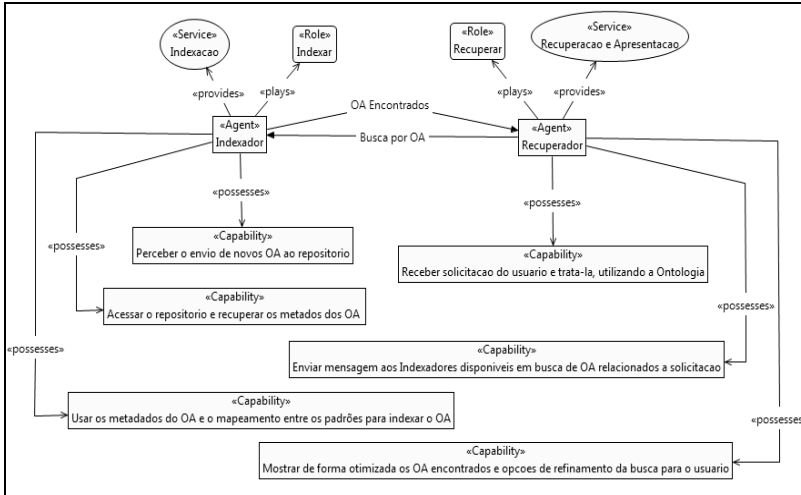 «Service»
Indexacao
«Role»
Indexar
«Role»
Recuperar
«Service»
Recuperacao e Apresentacao
«provides»
«plays»
«plays»
«provides»
OA Encontrados
Busca por OA
«Agent»
Indexador
«Agent»
Recuperador
«possesses»
«possesses»
«possesses»
«possesses»
«possesses»
«possesses»
«Capability»
Perceber o envio de novos OA ao repositorio
«Capability»
Receber solicitacao do usuario e trata-la, utilizando a Ontologia
«Capability»
Acessar o repositorio e recuperar os metados dos OA
«Capability»
Enviar mensagem aos Indexadores disponiveis em busca de OA relacionados a solicitacao
«Capability»
Usar os metadados do OA e o mapeamento entre os padrões para indexar o OA
«Capability»
Mostrar de forma otimizada os OA encontrados e opcoes de refinamento da busca para o usuario